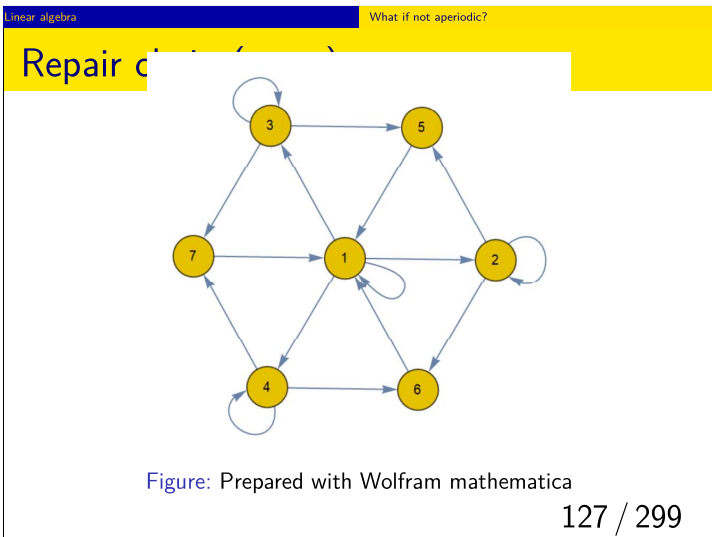 Linear algebra
What if not aperiodic?
Repair
3
5
7
1
2
4
6
Figure: Prepared with Wolfram mathematica
127 / 299